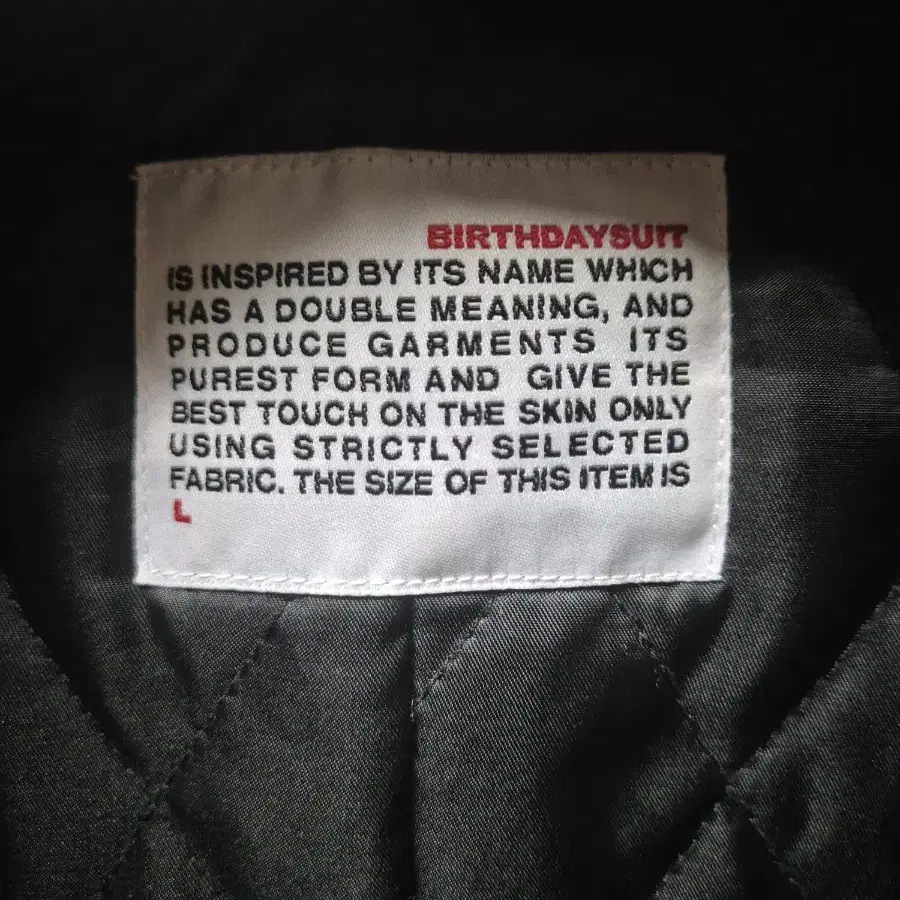 BIRTHDAYSUIT
IS INSPIRED BY ITS NAME WHICH
HAS A DOUBLE MEANING, AND
PRODUCE GARMENTS ITS
PUREST FORM AND GIVE THE
BEST TOUCH ON THE SKIN ONLY
USING STRICTLY SELECTED
FABRIC. THE SIZE OF THIS ITEM IS
L